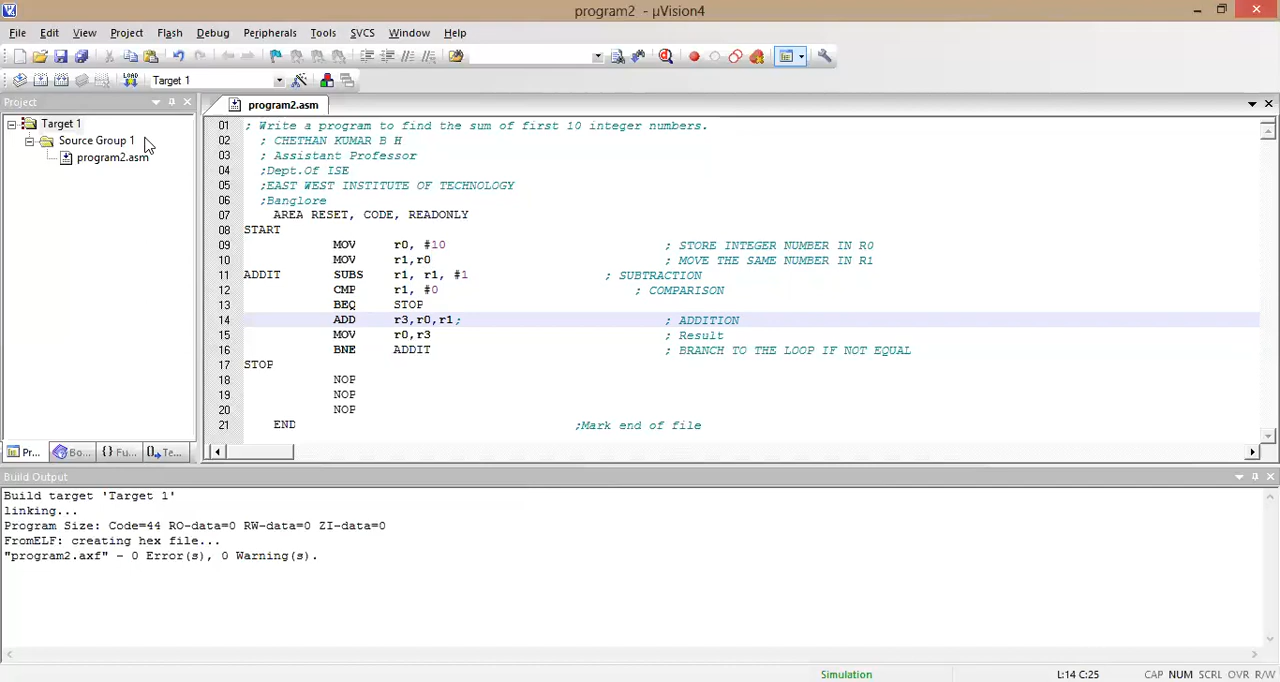 program2 - µVision4
File Edit View Project Flash Debug Peripherals Tools SVCS Window Help
LOAD Target 1
Project
program2.asm
Target 1
Source Group 1
program2.asm
01 ; Write a program to find the sum of first 10 integer numbers.
02 ; CHETHAN KUMAR B H
03 ; Assistant Professor
04 ;Dept.Of ISE
05 ;EAST WEST INSTITUTE OF TECHNOLOGY
06 ;Banglore
07 AREA RESET, CODE, READONLY
08 START
09 MOV r0, #10 ; STORE INTEGER NUMBER IN R0
10 MOV r1,r0 ; MOVE THE SAME NUMBER IN R1
11 ADDIT SUBS r1, r1, #1 ; SUBTRACTION
12 CMP r1, #0 ; COMPARISON
13 BEQ STOP
14 ADD r3,r0,r1; ; ADDITION
15 MOV r0,r3 ; Result
16 BNE ADDIT ; BRANCH TO THE LOOP IF NOT EQUAL
17 STOP
18 NOP
19 NOP
20 NOP
21 END ;Mark end of file
Pr... Bo... {} Fu... Te...
Build Output
Build target 'Target 1'
linking...
Program Size: Code=44 RO-data=0 RW-data=0 ZI-data=0
FromELF: creating hex file...
"program2.axf" - 0 Error(s), 0 Warning(s).
Simulation L:14 C:25 CAP NUM SCRL OVR R/W